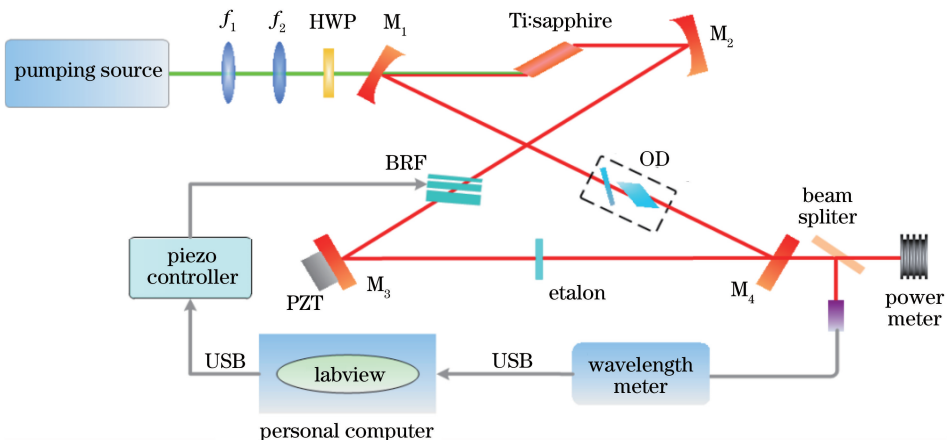 f1
f2
HWP
M1
Ti:sapphire
M2
pumping source
BRF
OD
beam
spliter
piezo
controller
PZT
M3
etalon
M4
power
meter
USB
labview
USB
wavelength
meter
personal computer